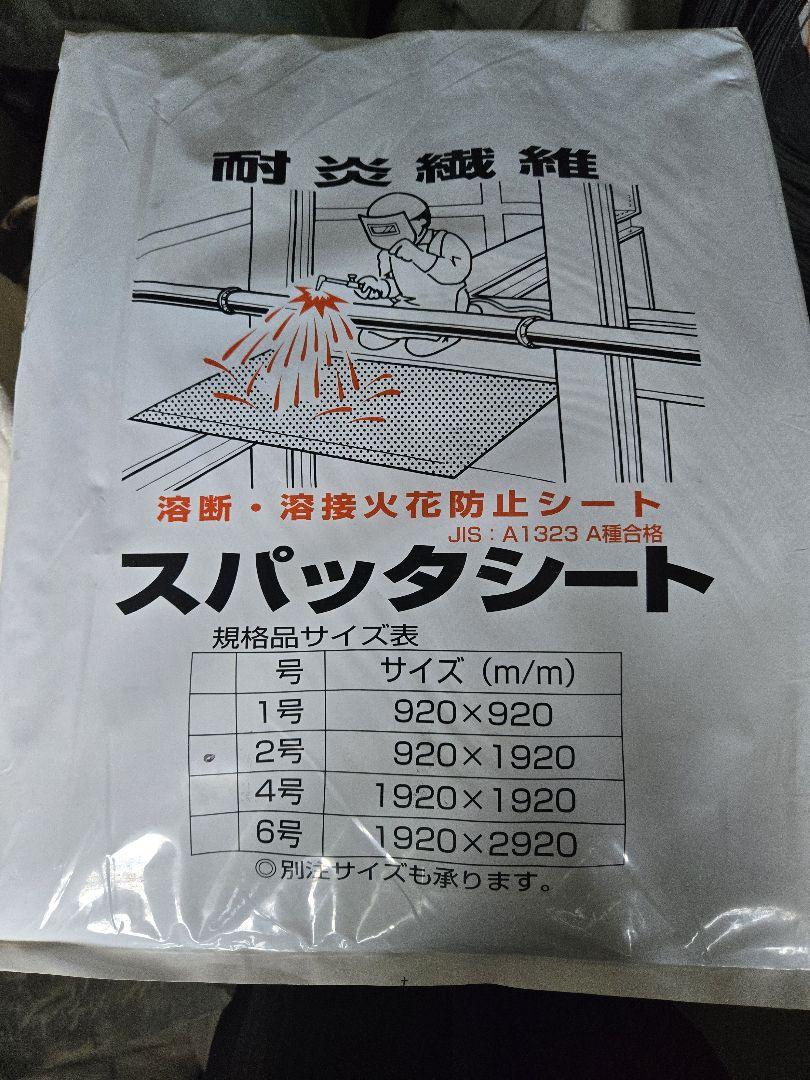 耐炎繊維
溶断・溶接火花防止シート
JIS：A1323 A種合格
スパッタシート
規格品サイズ表
号 サイズ（m/m）
1号 920×920
2号 920×1920
4号 1920×1920
6号 1920×2920
◎別注サイズも承ります。